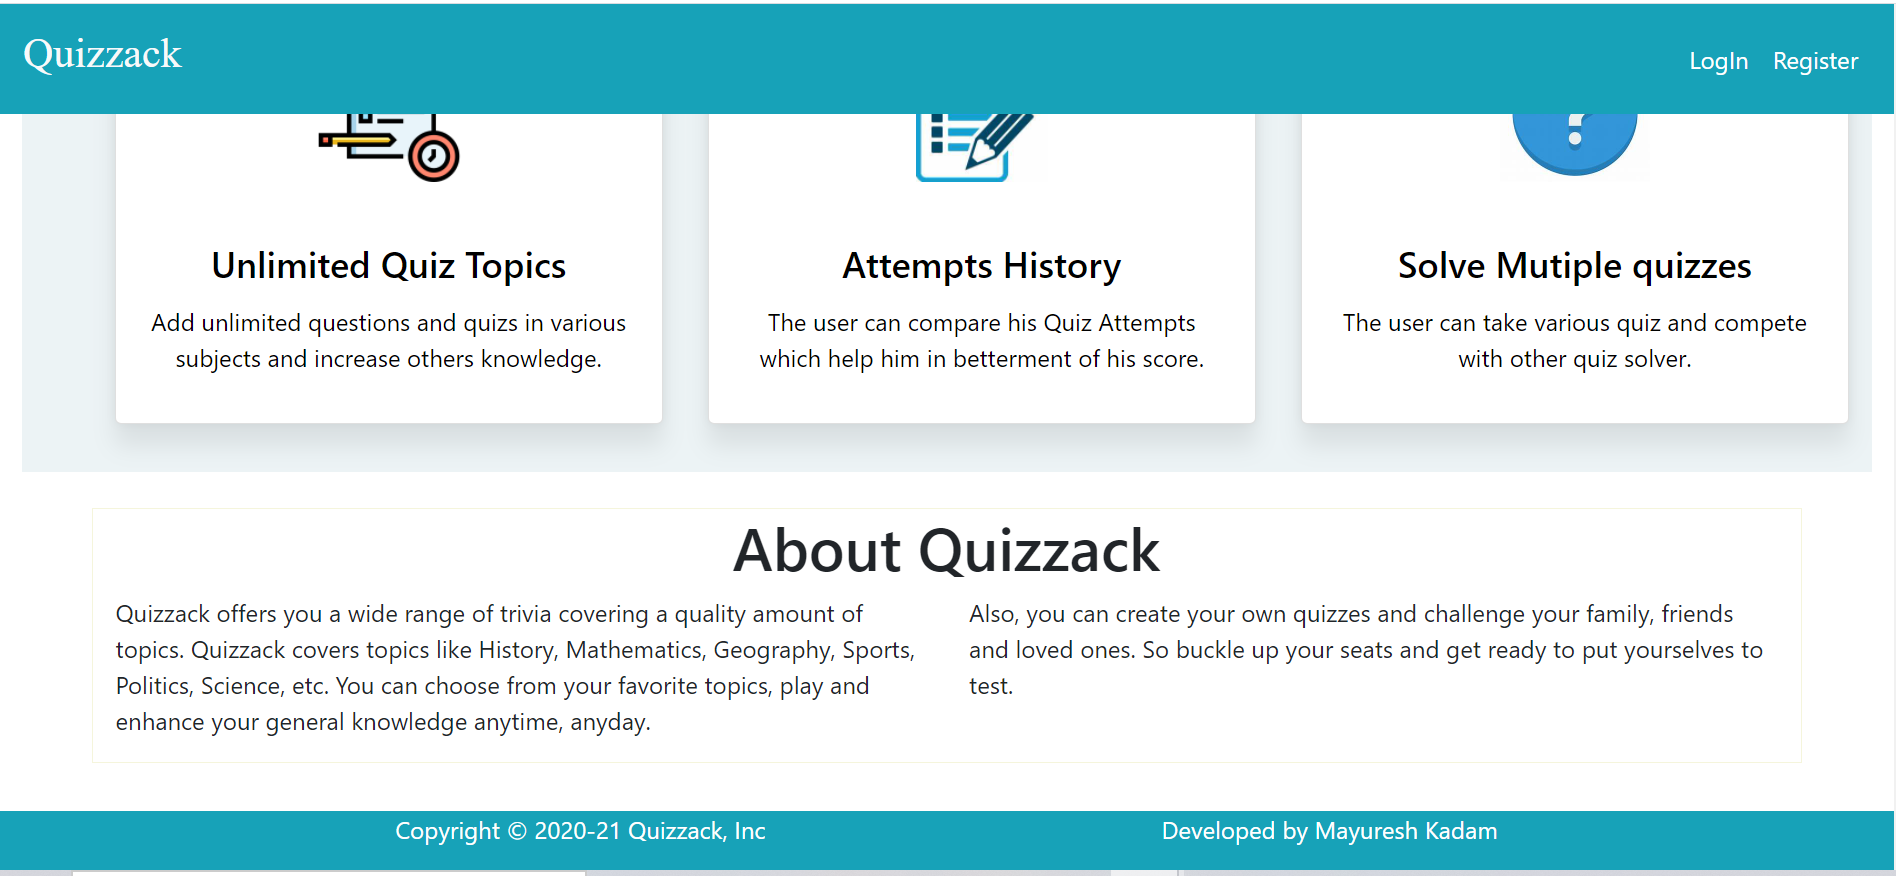 Quizzack
LogIn Register
Unlimited Quiz Topics
Add unlimited questions and quizs in various
subjects and increase others knowledge.
Attempts History
The user can compare his Quiz Attempts
which help him in betterment of his score.
Solve Mutiple quizzes
The user can take various quiz and compete
with other quiz solver.
About Quizzack
Quizzack offers you a wide range of trivia covering a quality amount of
topics. Quizzack covers topics like History, Mathematics, Geography, Sports,
Politics, Science, etc. You can choose from your favorite topics, play and
enhance your general knowledge anytime, anyday.
Also, you can create your own quizzes and challenge your family, friends
and loved ones. So buckle up your seats and get ready to put yourselves to
test.
Copyright © 2020-21 Quizzack, Inc
Developed by Mayuresh Kadam